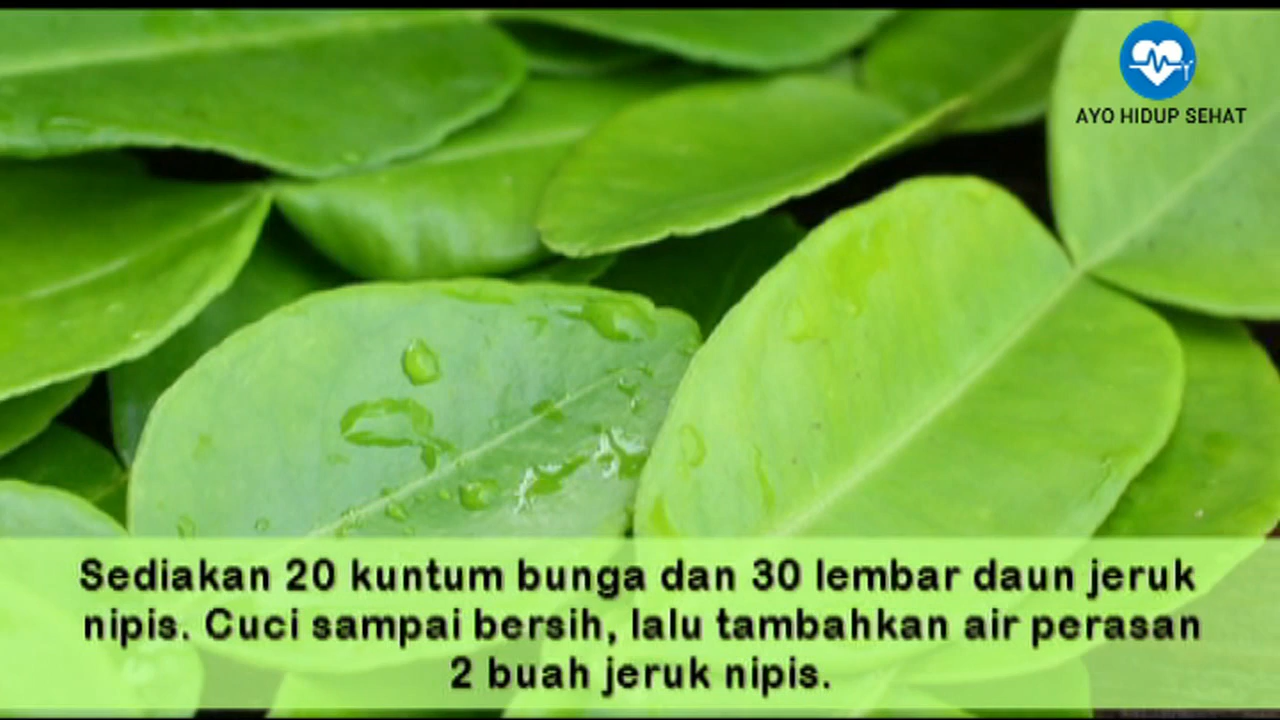 AYO HIDUP SEHAT
Sediakan 20 kuntum bunga dan 30 lembar daun jeruk
nipis. Cuci sampai bersih, lalu tambahkan air perasan
2 buah jeruk nipis.